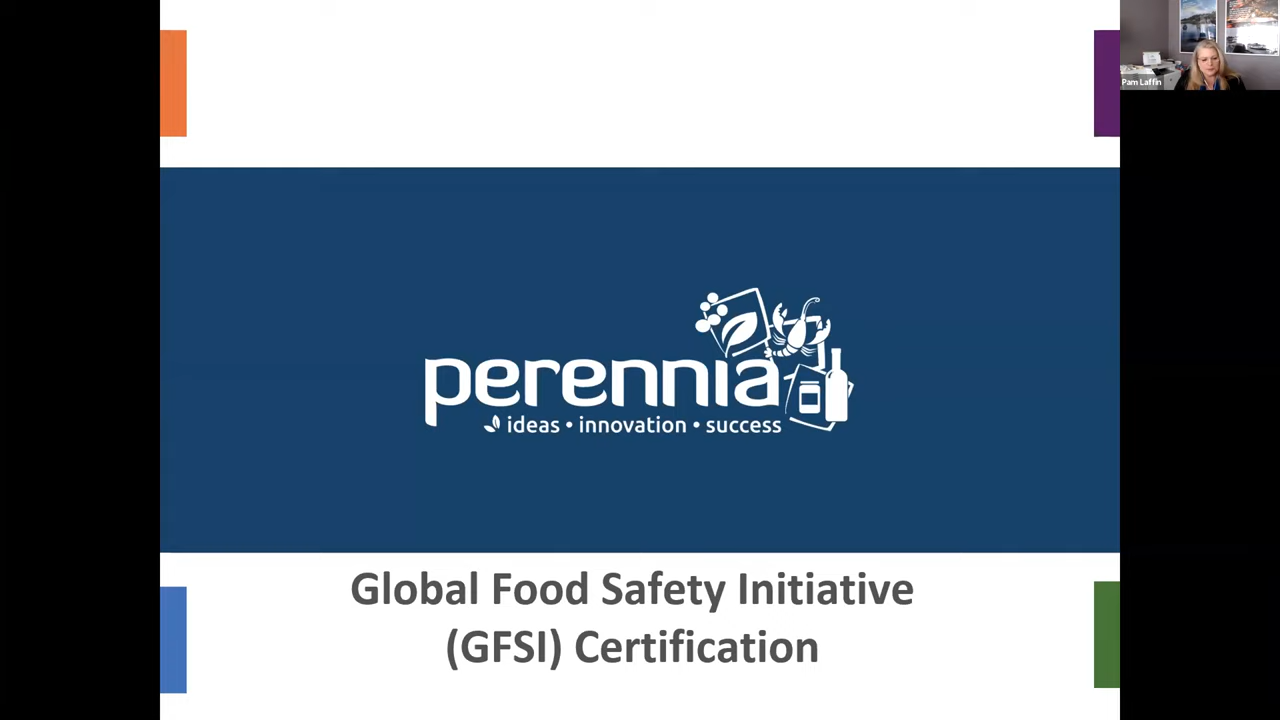 Pam Laffin
perennia
ideas • innovation • success
Global Food Safety Initiative
(GFSI) Certification